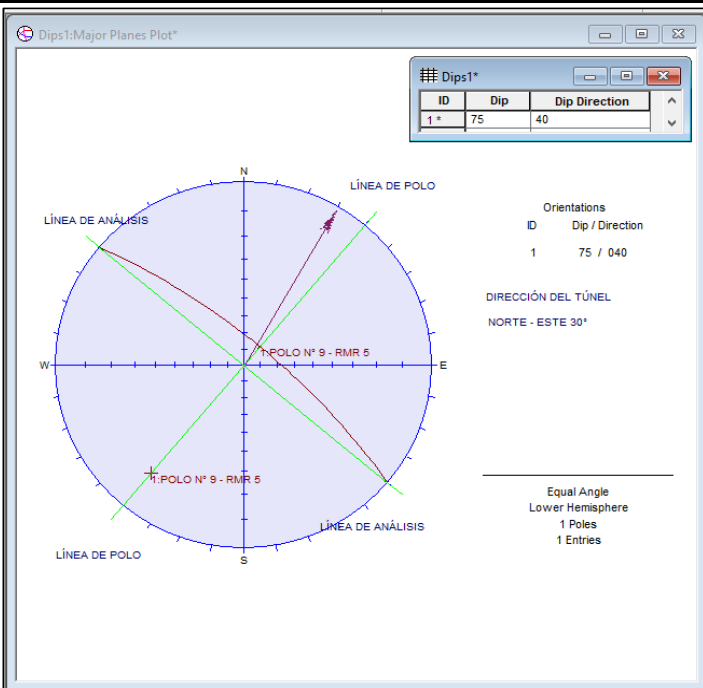 Dips1:Major Planes Plot*
Dips1*
ID Dip Dip Direction
1 * 75 40
N
LÍNEA DE POLO
LÍNEA DE ANÁLISIS
Orientations
ID Dip / Direction
1 75 / 040
DIRECCIÓN DEL TÚNEL
NORTE - ESTE 30°
1:POLO N° 9 - RMR 5
W
E
1:POLO N° 9 - RMR 5
LÍNEA DE ANÁLISIS
LÍNEA DE POLO
S
Equal Angle
Lower Hemisphere
1 Poles
1 Entries